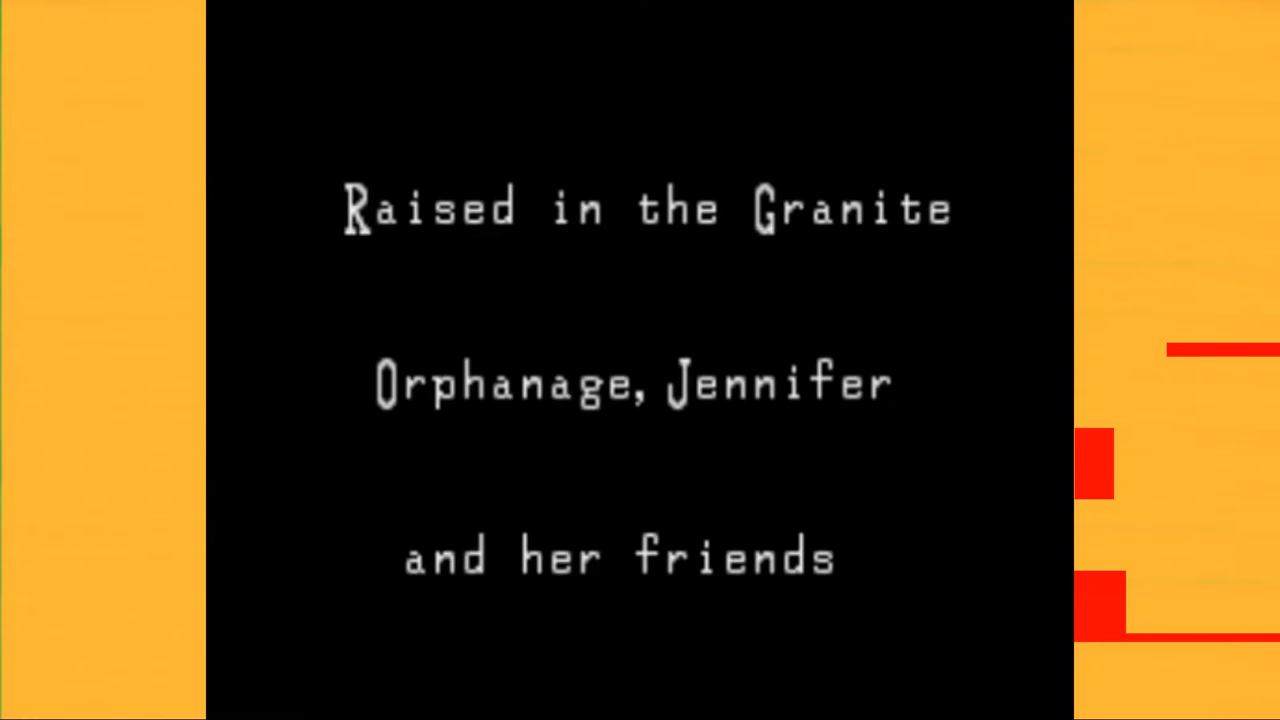 Raised in the Granite
Orphanage, Jennifer
and her friends